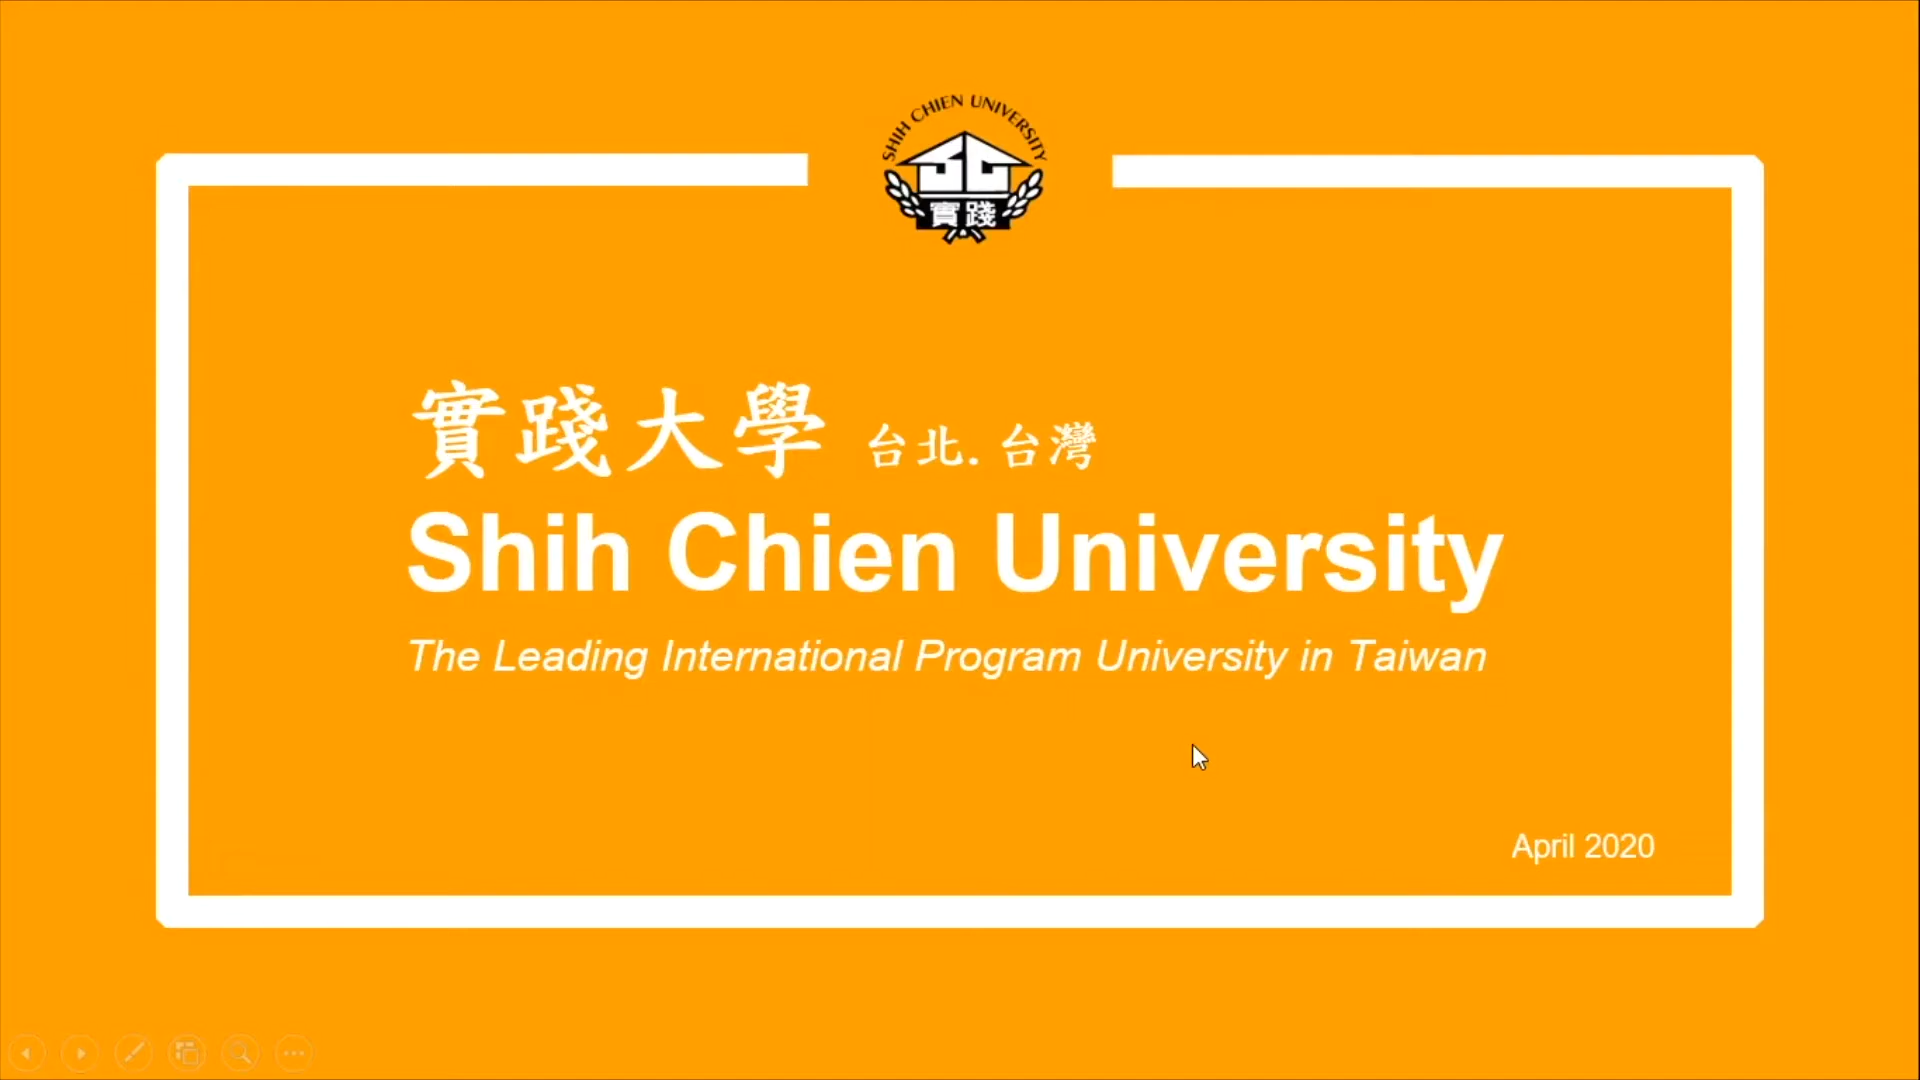 SHIH CHIEN UNIVERSITY
實踐
實踐大學 台北. 台灣
Shih Chien University
The Leading International Program University in Taiwan
April 2020